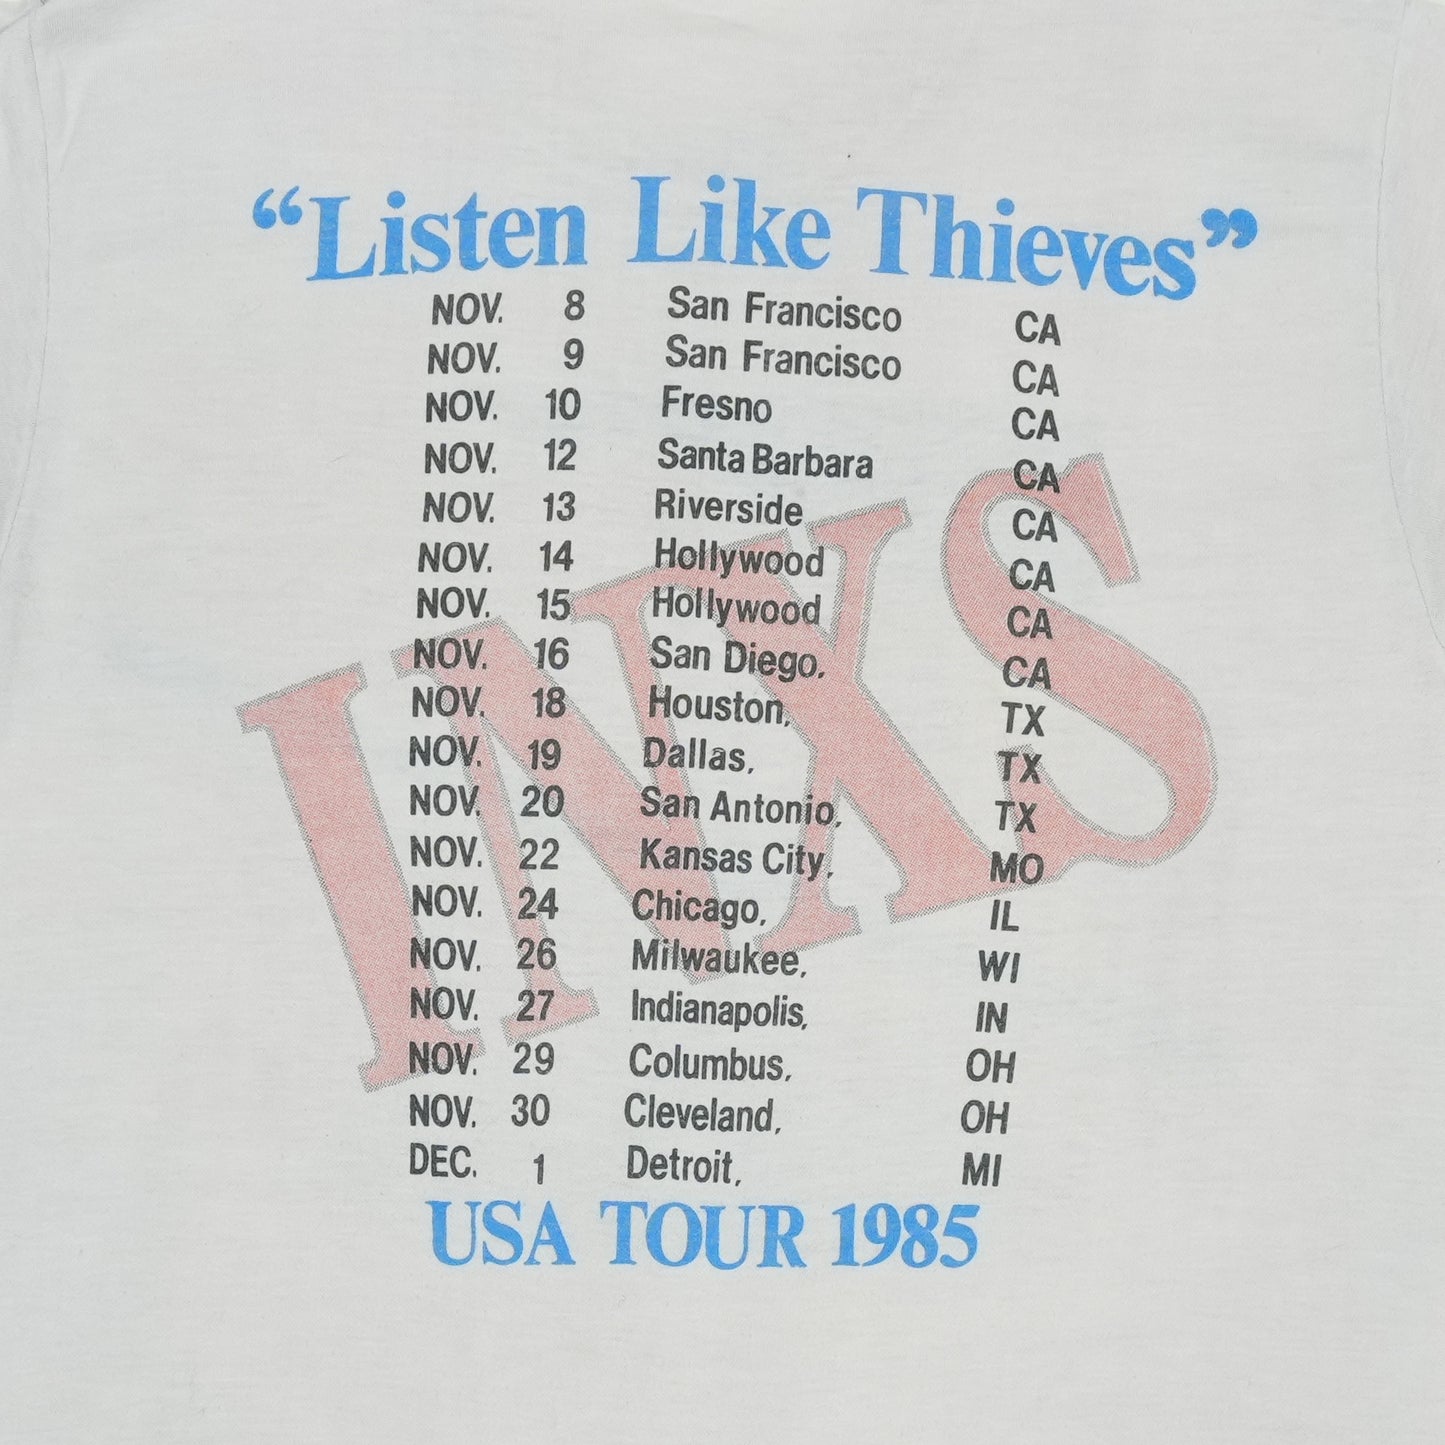 “Listen Like Thieves”
NOV. 8 San Francisco CA
NOV. 9 San Francisco CA
NOV. 10 Fresno CA
NOV. 12 Santa Barbara CA
NOV. 13 Riverside CA
NOV. 14 Hollywood CA
NOV. 15 Hollywood CA
NOV. 16 San Diego, CA
NOV. 18 Houston, TX
NOV. 19 Dallas, TX
NOV. 20 San Antonio, TX
NOV. 22 Kansas City, MO
NOV. 24 Chicago, IL
NOV. 26 Milwaukee, WI
NOV. 27 Indianapolis, IN
NOV. 29 Columbus, OH
NOV. 30 Cleveland, OH
DEC. 1 Detroit, MI
INXS
USA TOUR 1985